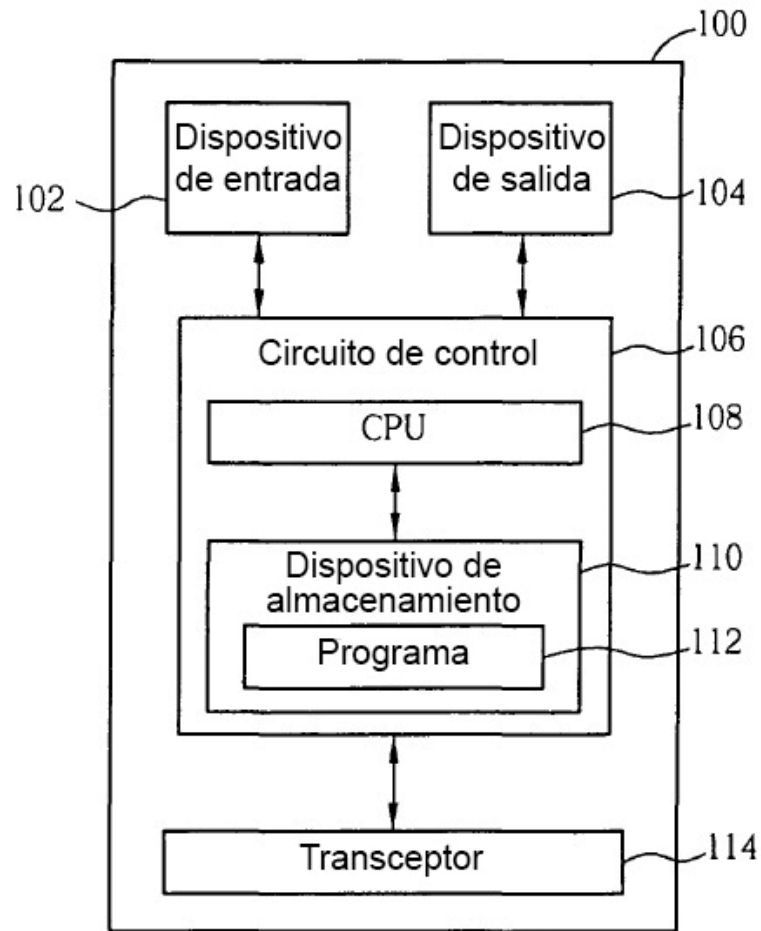 100
Dispositivo
de entrada
102
Dispositivo
de salida
104
Circuito de control
106
CPU
108
Dispositivo de
almacenamiento
110
Programa
112
Transceptor
114